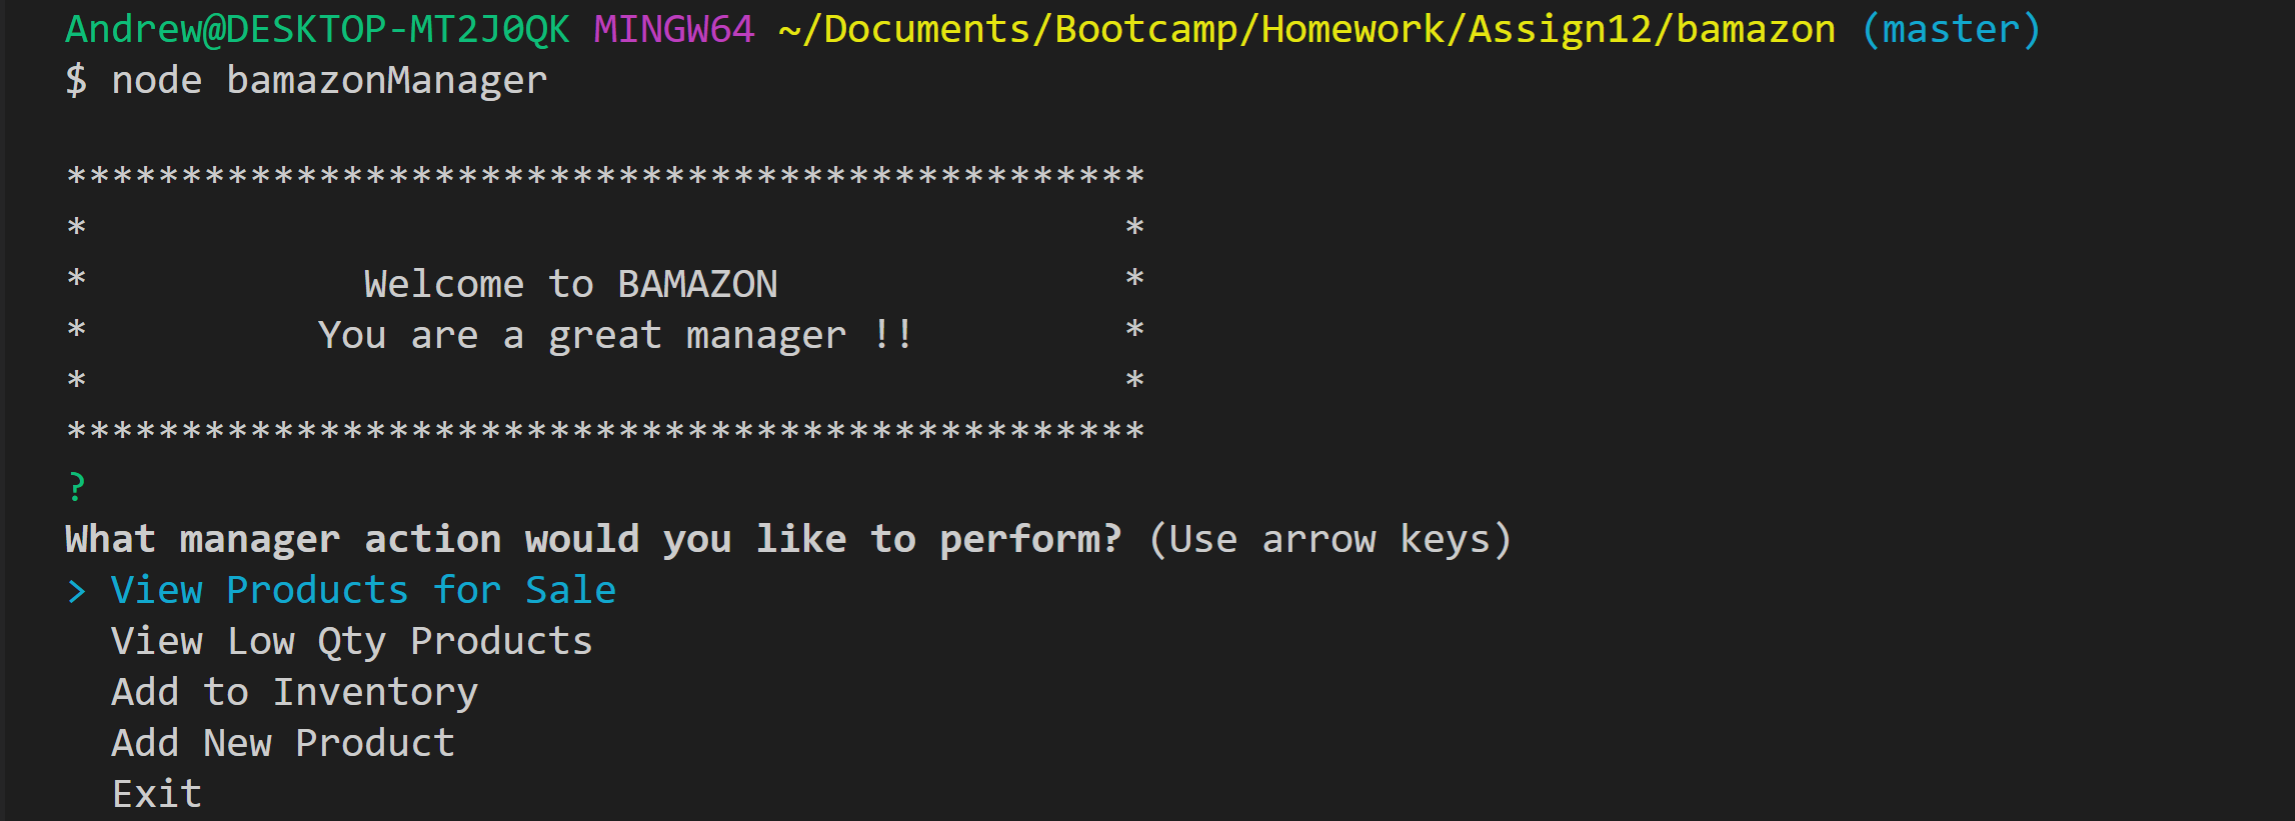 Andrew@DESKTOP-MT2J0QK MINGW64 ~/Documents/Bootcamp/Homework/Assign12/bamazon (master)
$ node bamazonManager
***********************************************
*                                             *
*            Welcome to BAMAZON               *
*          You are a great manager !!         *
*                                             *
***********************************************
?
What manager action would you like to perform? (Use arrow keys)
> View Products for Sale
  View Low Qty Products
  Add to Inventory
  Add New Product
  Exit